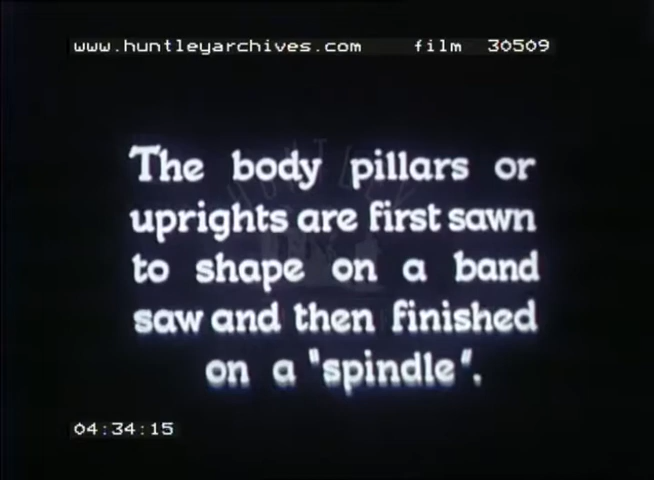 www.huntleyarchives.com film 30509
The body pillars or
uprights are first sawn
to shape on a band
saw and then finished
on a "spindle".
04:34:15